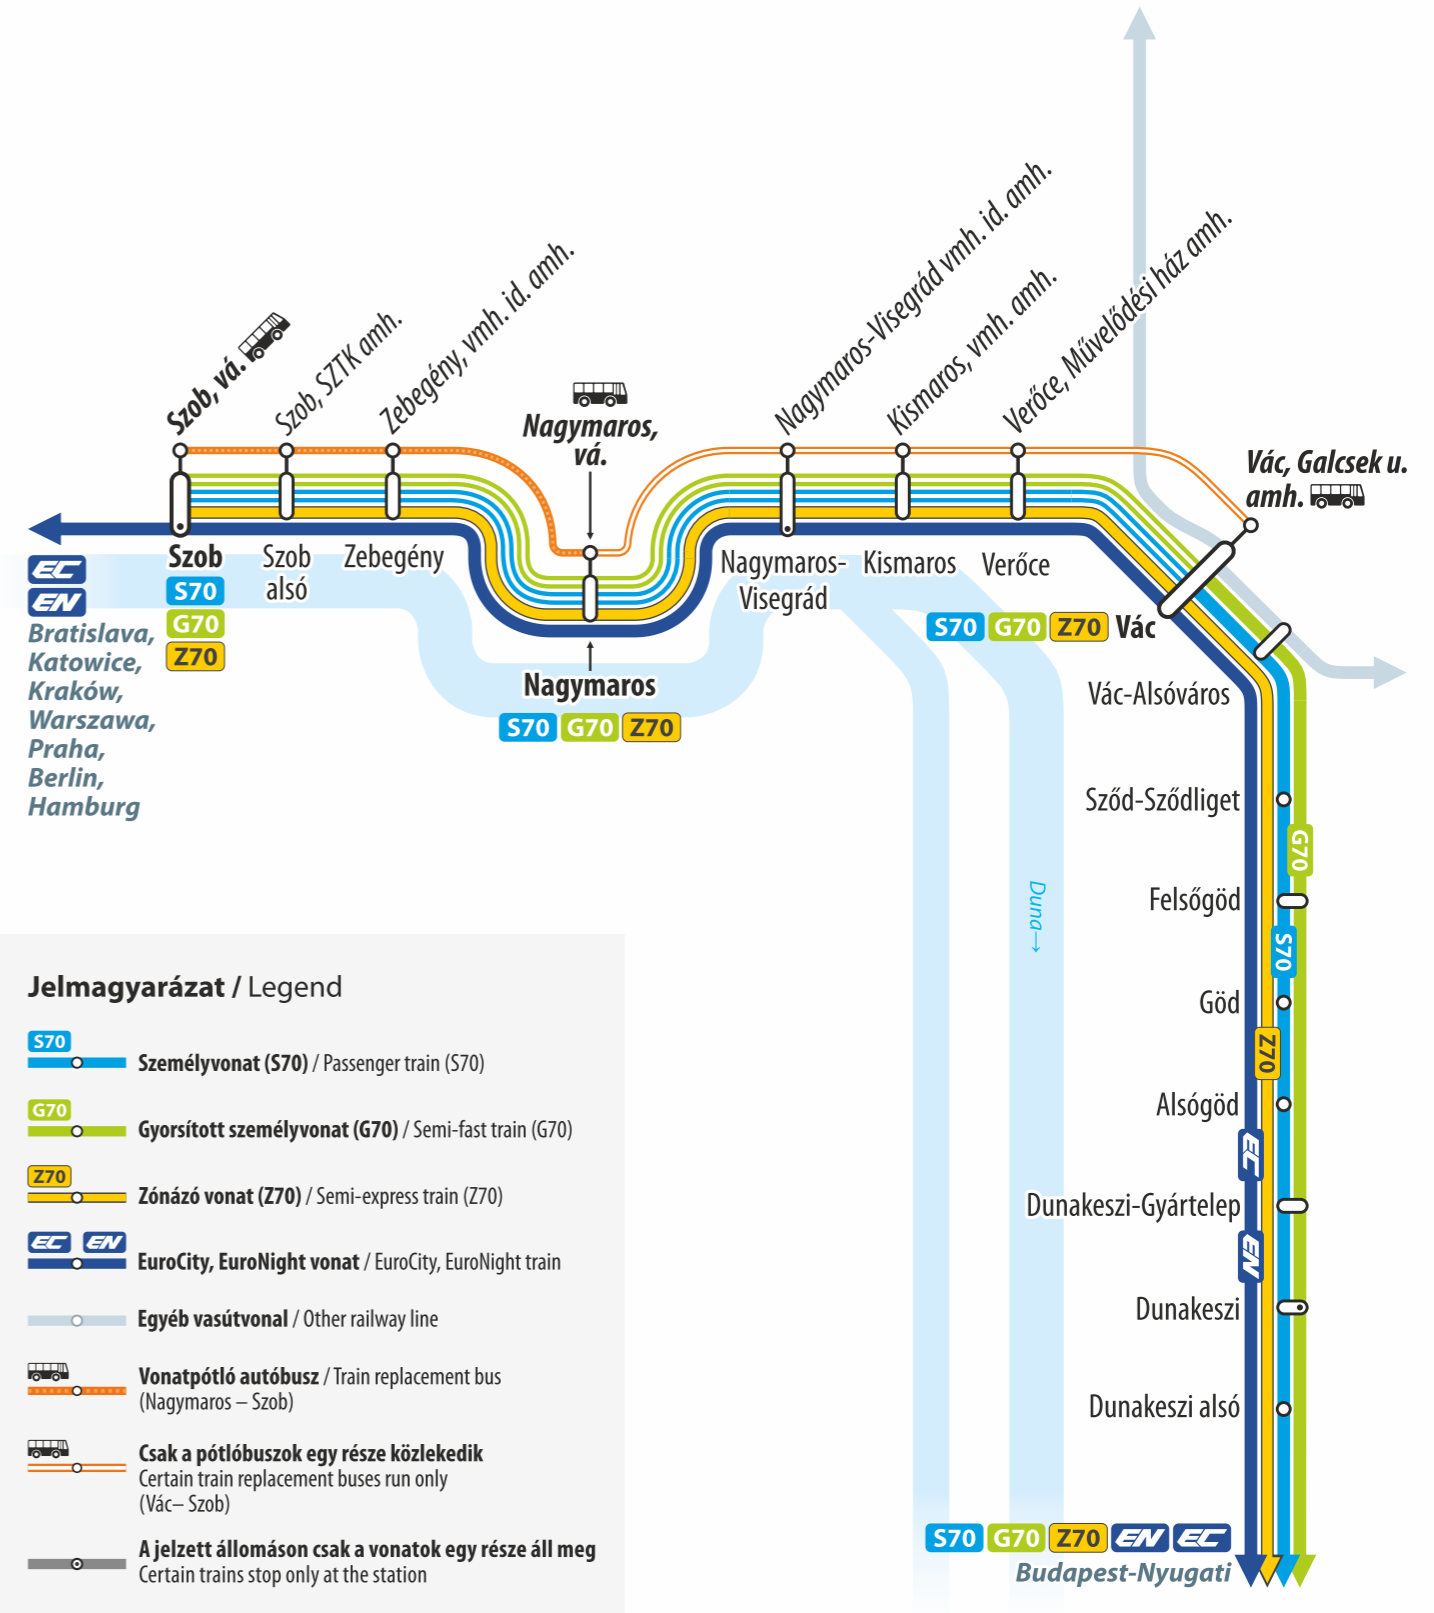 Szob, vá.
Szob, SZTK amh.
Zebegény, vmh. id. amh.
Nagymaros,
vá.
Nagymaros-Visegrád vmh. id. amh.
Kismaros, vmh. amh.
Verőce, Művelődési ház amh.
Vác, Galcsek u.
amh.
EC
EN
Bratislava,
Katowice,
Kraków,
Warszawa,
Praha,
Berlin,
Hamburg
Szob
S70
G70
Z70
Szob
alsó
Zebegény
Nagymaros
S70 G70 Z70
Nagymaros-
Visegrád
Kismaros
Verőce
S70 G70 Z70 Vác
Vác-Alsóváros
Sződ-Sződliget
G70
Felsőgöd
S70
Göd
Z70
Alsógöd
EC
Dunakeszi-Gyártelep
EN
Dunakeszi
Dunakeszi alsó
Duna→
S70 G70 Z70 EN EC
Budapest-Nyugati
Jelmagyarázat / Legend
S70
Személyvonat (S70) / Passenger train (S70)
G70
Gyorsított személyvonat (G70) / Semi-fast train (G70)
Z70
Zónázó vonat (Z70) / Semi-express train (Z70)
EC EN
EuroCity, EuroNight vonat / EuroCity, EuroNight train
Egyéb vasútvonal / Other railway line
Vonatpótló autóbusz / Train replacement bus
(Nagymaros – Szob)
Csak a pótlóbuszok egy része közlekedik
Certain train replacement buses run only
(Vác– Szob)
A jelzett állomáson csak a vonatok egy része áll meg
Certain trains stop only at the station